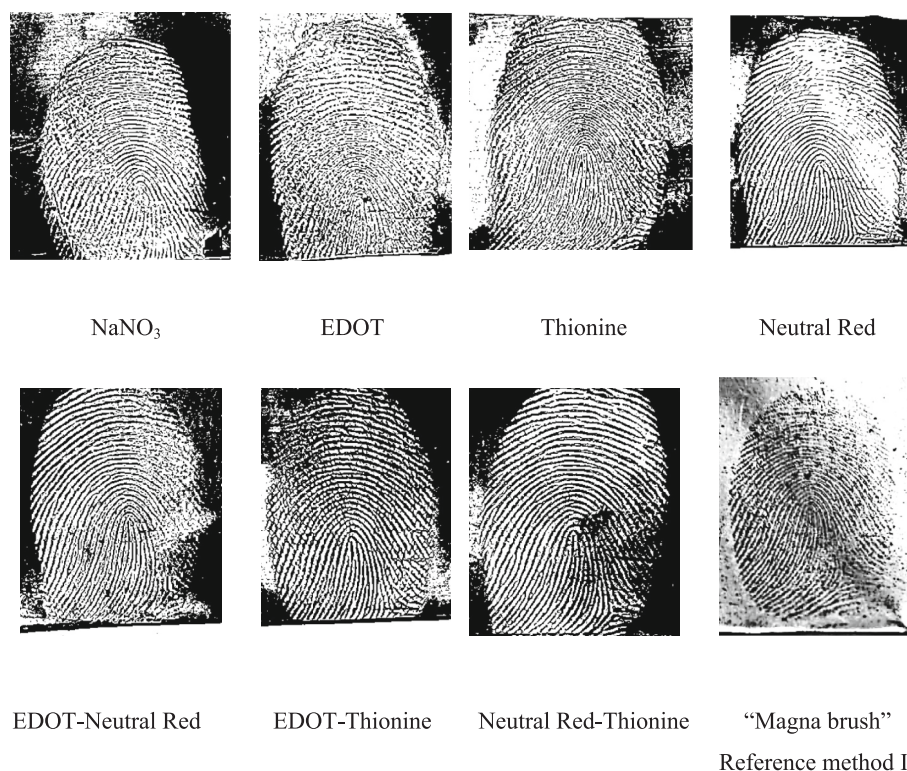 NaNO₃
EDOT
Thionine
Neutral Red
EDOT-Neutral Red
EDOT-Thionine
Neutral Red-Thionine
“Magna brush”
Reference method I